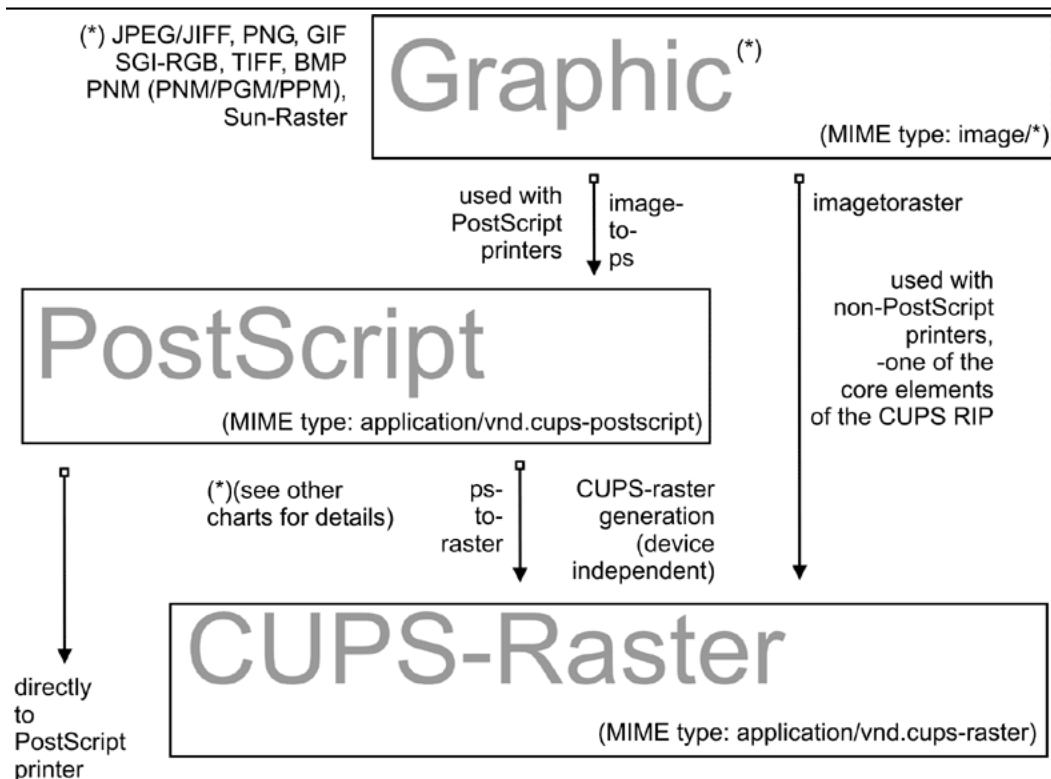 (*) JPEG/JIFF, PNG, GIF
SGI-RGB, TIFF, BMP
PNM (PNM/PGM/PPM),
Sun-Raster
Graphic(*)
(MIME type: image/*)
used with
PostScript
printers
image-
to-
ps
imagetoraster
used with
non-PostScript
printers,
-one of the
core elements
of the CUPS RIP
PostScript
(MIME type: application/vnd.cups-postscript)
(*)(see other
charts for details)
ps-
to-
raster
CUPS-raster
generation
(device
independent)
CUPS-Raster
(MIME type: application/vnd.cups-raster)
directly
to
PostScript
printer